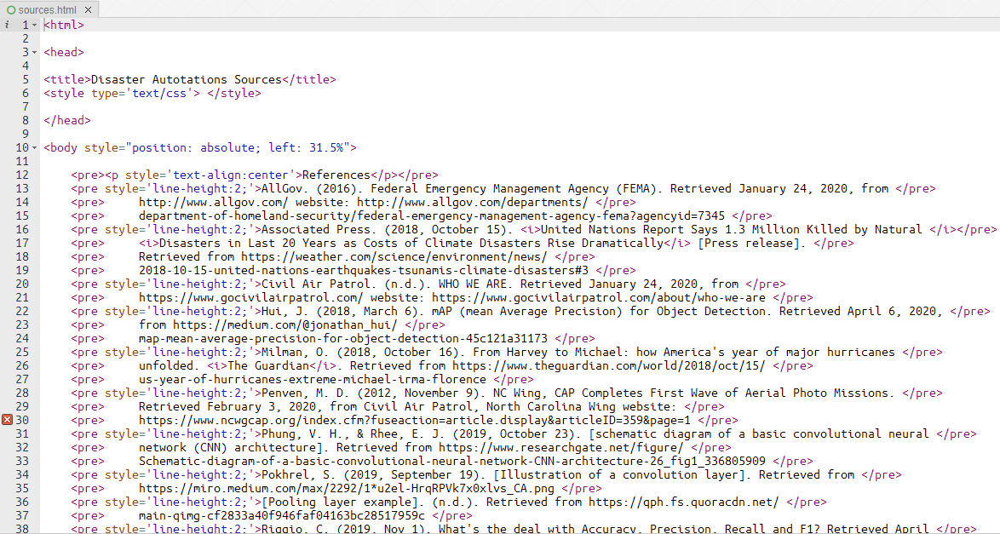 sources.html ×
i 1 <html>
2
3 <head>
4
5 <title>Disaster Autotations Sources</title>
6 <style type='text/css'> </style>
7
8 </head>
9
10 <body style="position: absolute; left: 31.5%">
11
12 <pre><p style='text-align:center'>References</p></pre>
13 <pre style='line-height:2;'>AllGov. (2016). Federal Emergency Management Agency (FEMA). Retrieved January 24, 2020, from </pre>
14 <pre> http://www.allgov.com/ website: http://www.allgov.com/departments/ </pre>
15 <pre> department-of-homeland-security/federal-emergency-management-agency-fema?agencyid=7345 </pre>
16 <pre style='line-height:2;'>Associated Press. (2018, October 15). <i>United Nations Report Says 1.3 Million Killed by Natural </i></pre>
17 <pre> <i>Disasters in Last 20 Years as Costs of Climate Disasters Rise Dramatically</i> [Press release]. </pre>
18 <pre> Retrieved from https://weather.com/science/environment/news/ </pre>
19 <pre> 2018-10-15-united-nations-earthquakes-tsunamis-climate-disasters#3 </pre>
20 <pre style='line-height:2;'>Civil Air Patrol. (n.d.). WHO WE ARE. Retrieved January 24, 2020, from </pre>
21 <pre> https://www.gocivilairpatrol.com/ website: https://www.gocivilairpatrol.com/about/who-we-are </pre>
22 <pre style='line-height:2;'>Hui, J. (2018, March 6). mAP (mean Average Precision) for Object Detection. Retrieved April 6, 2020, </pre>
23 <pre> from https://medium.com/@jonathan_hui/ </pre>
24 <pre> map-mean-average-precision-for-object-detection-45c121a31173 </pre>
25 <pre style='line-height:2;'>Milman, O. (2018, October 16). From Harvey to Michael: how America's year of major hurricanes </pre>
26 <pre> unfolded. <i>The Guardian</i>. Retrieved from https://www.theguardian.com/world/2018/oct/15/ </pre>
27 <pre> us-year-of-hurricanes-extreme-michael-irma-florence </pre>
28 <pre style='line-height:2;'>Penven, M. D. (2012, November 9). NC Wing, CAP Completes First Wave of Aerial Photo Missions. </pre>
29 <pre> Retrieved February 3, 2020, from Civil Air Patrol, North Carolina Wing website: </pre>
30 <pre> https://www.ncwgcap.org/index.cfm?fuseaction=article.display&articleID=359&page=1 </pre>
31 <pre style='line-height:2;'>Phung, V. H., & Rhee, E. J. (2019, October 23). [schematic diagram of a basic convolutional neural </pre>
32 <pre> network (CNN) architecture]. Retrieved from https://www.researchgate.net/figure/ </pre>
33 <pre> Schematic-diagram-of-a-basic-convolutional-neural-network-CNN-architecture-26_fig1_336805909 </pre>
34 <pre style='line-height:2;'>Pokhrel, S. (2019, September 19). [Illustration of a convolution layer]. Retrieved from </pre>
35 <pre> https://miro.medium.com/max/2292/1*u2el-HrqRPVk7x0xlvs_CA.png </pre>
36 <pre style='line-height:2;'>[Pooling layer example]. (n.d.). Retrieved from https://qph.fs.quoracdn.net/ </pre>
37 <pre> main-qimg-cf2833a40f946faf04163bc28517959c </pre>
38 <pre style='line-height:2;'>Riggio, C. (2019, Nov 1). What's the deal with Accuracy, Precision, Recall and F1? Retrieved April </pre>